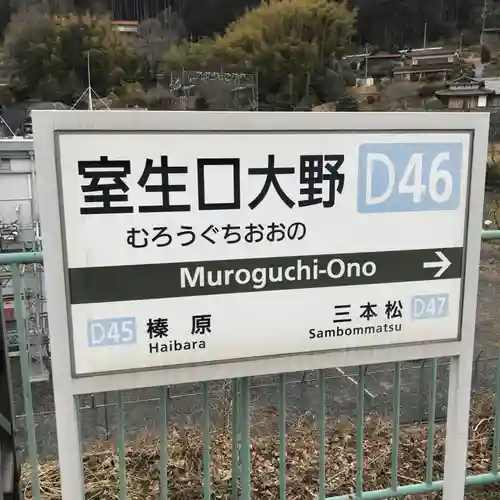 室生口大野 D46
むろうぐちおおの
Muroguchi-Ono →
D45 榛原 三本松 D47
Haibara Sambommatsu